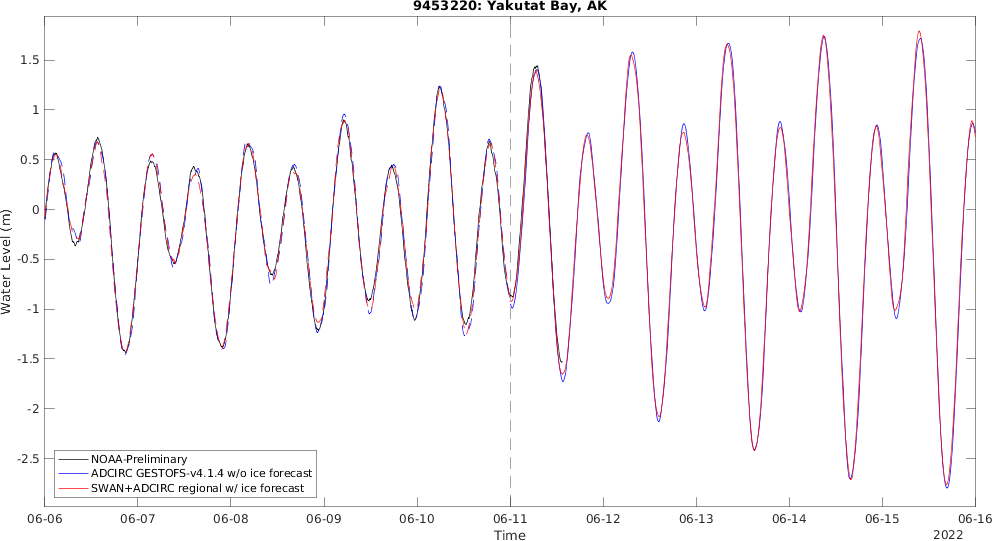 9453220: Yakutat Bay, AK
Water Level (m)
1.5
1
0.5
0
-0.5
-1
-1.5
-2
-2.5
NOAA-Preliminary
ADCIRC GESTOFS-v4.1.4 w/o ice forecast
SWAN+ADCIRC regional w/ ice forecast
06-06 06-07 06-08 06-09 06-10 06-11 06-12 06-13 06-14 06-15 06-16
Time
2022